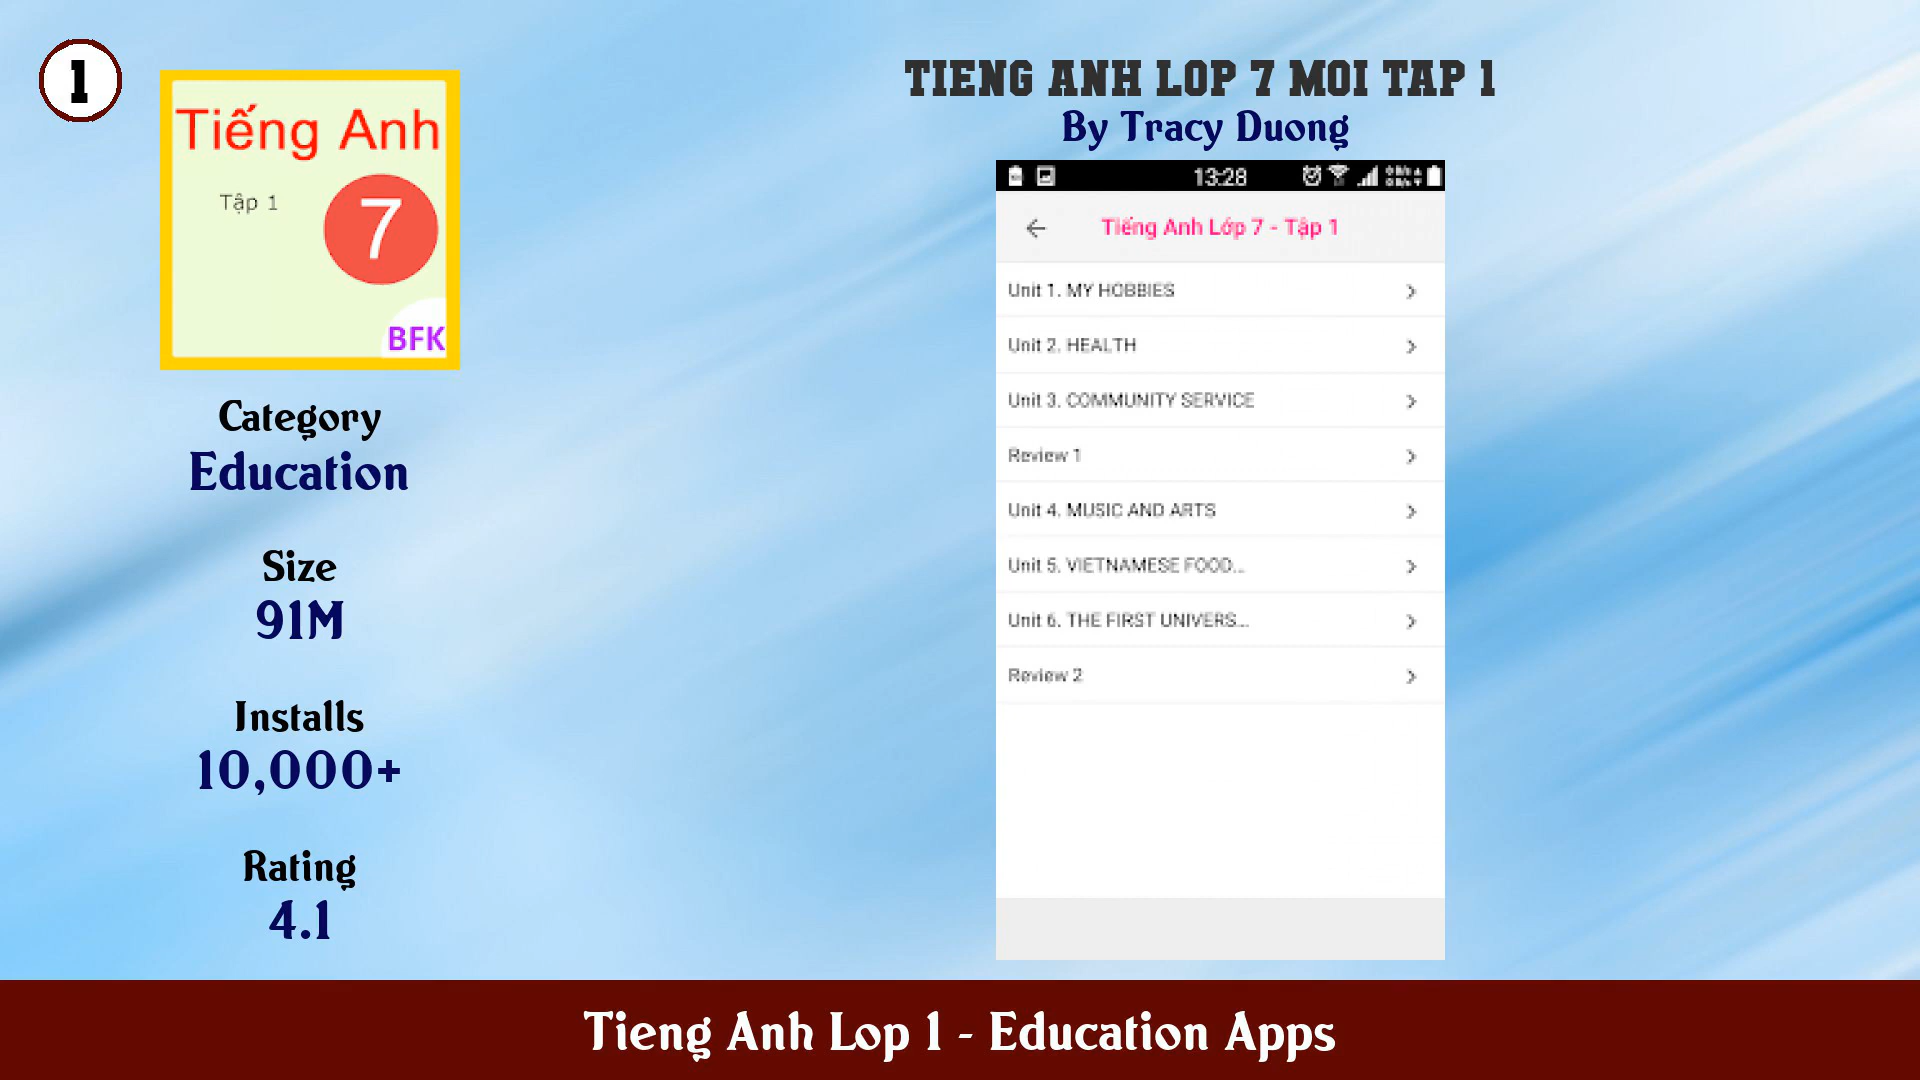 1
Tiếng Anh
Tập 1
7
BFK
Category
Education
Size
91M
Installs
10,000+
Rating
4.1
TIENG ANH LOP 7 MOI TAP 1
By Tracy Duong
13:28
Tiếng Anh Lớp 7 - Tập 1
Unit 1. MY HOBBIES
Unit 2. HEALTH
Unit 3. COMMUNITY SERVICE
Review 1
Unit 4. MUSIC AND ARTS
Unit 5. VIETNAMESE FOOD...
Unit 6. THE FIRST UNIVERS...
Review 2
Tieng Anh Lop 1 - Education Apps